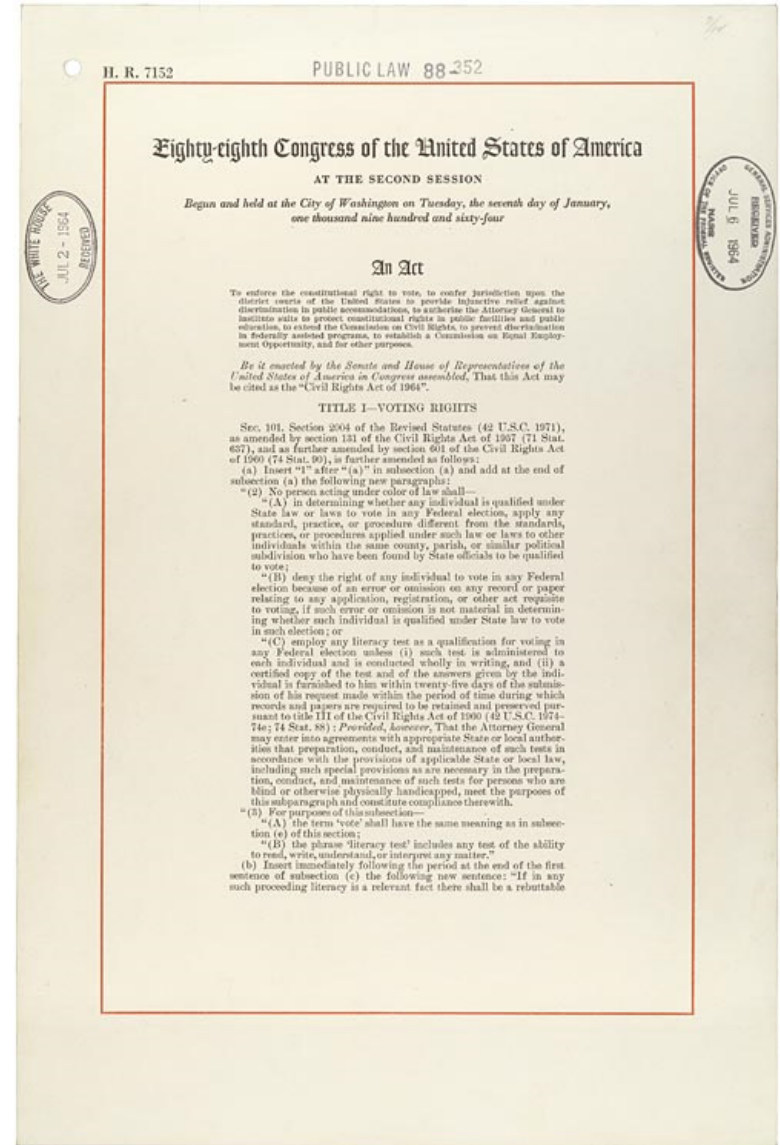 H. R. 7152
PUBLIC LAW 88-352
Eighty-eighth Congress of the United States of America
AT THE SECOND SESSION
Begun and held at the City of Washington on Tuesday, the seventh day of January,
one thousand nine hundred and sixty-four
THE WHITE HOUSE
JUL 2 - 1964
RECEIVED
GENERAL SERVICES ADMINISTRATION
RECEIVED
JUL 6 1964
An Act
To enforce the constitutional right to vote, to confer jurisdiction upon the
district courts of the United States to provide injunctive relief against
discrimination in public accommodations, to authorize the Attorney General to
institute suits to protect constitutional rights in public facilities and public
education, to extend the Commission on Civil Rights, to prevent discrimination
in federally assisted programs, to establish a Commission on Equal Employ-
ment Opportunity, and for other purposes.
Be it enacted by the Senate and House of Representatives of the
United States of America in Congress assembled, That this Act may
be cited as the “Civil Rights Act of 1964”.
TITLE I—VOTING RIGHTS
SEC. 101. Section 2004 of the Revised Statutes (42 U.S.C. 1971),
as amended by section 131 of the Civil Rights Act of 1957 (71 Stat.
637), and as further amended by section 601 of the Civil Rights Act
of 1960 (74 Stat. 90), is further amended as follows:
(a) Insert “1” after “(a)” in subsection (a) and add at the end of
subsection (a) the following new paragraphs:
“(2) No person acting under color of law shall—
“(A) in determining whether any individual is qualified under
State law or laws to vote in any Federal election, apply any
standard, practice, or procedure different from the standards,
practices, or procedures applied under such law or laws to other
individuals within the same county, parish, or similar political
subdivision who have been found by State officials to be qualified
to vote;
“(B) deny the right of any individual to vote in any Federal
election because of an error or omission on any record or paper
relating to any application, registration, or other act requisite
to voting, if such error or omission is not material in determin-
ing whether such individual is qualified under State law to vote
in such election; or
“(C) employ any literacy test as a qualification for voting in
any Federal election unless (i) such test is administered to
each individual and is conducted wholly in writing, and (ii) a
certified copy of the test and of the answers given by the indi-
vidual is furnished to him within twenty-five days of the submis-
sion of his request made within the period of time during which
records and papers are required to be retained and preserved pur-
suant to title III of the Civil Rights Act of 1960 (42 U.S.C. 1974–
74e; 74 Stat. 88): Provided, however, That the Attorney General
may enter into agreements with appropriate State or local author-
ities that preparation, conduct, and maintenance of such tests in
accordance with the provisions of applicable State or local law,
including such special provisions as are necessary in the prepara-
tion, conduct, and maintenance of such tests for persons who are
blind or otherwise physically handicapped, meet the purposes of
this subparagraph and constitute compliance therewith.
“(3) For purposes of this subsection—
“(A) the term ‘vote’ shall have the same meaning as in subsec-
tion (e) of this section;
“(B) the phrase ‘literacy test’ includes any test of the ability
to read, write, understand, or interpret any matter.”
(b) Insert immediately following the period at the end of the first
sentence of subsection (c) the following new sentence: “If in any
such proceeding literacy is a relevant fact there shall be a rebuttable